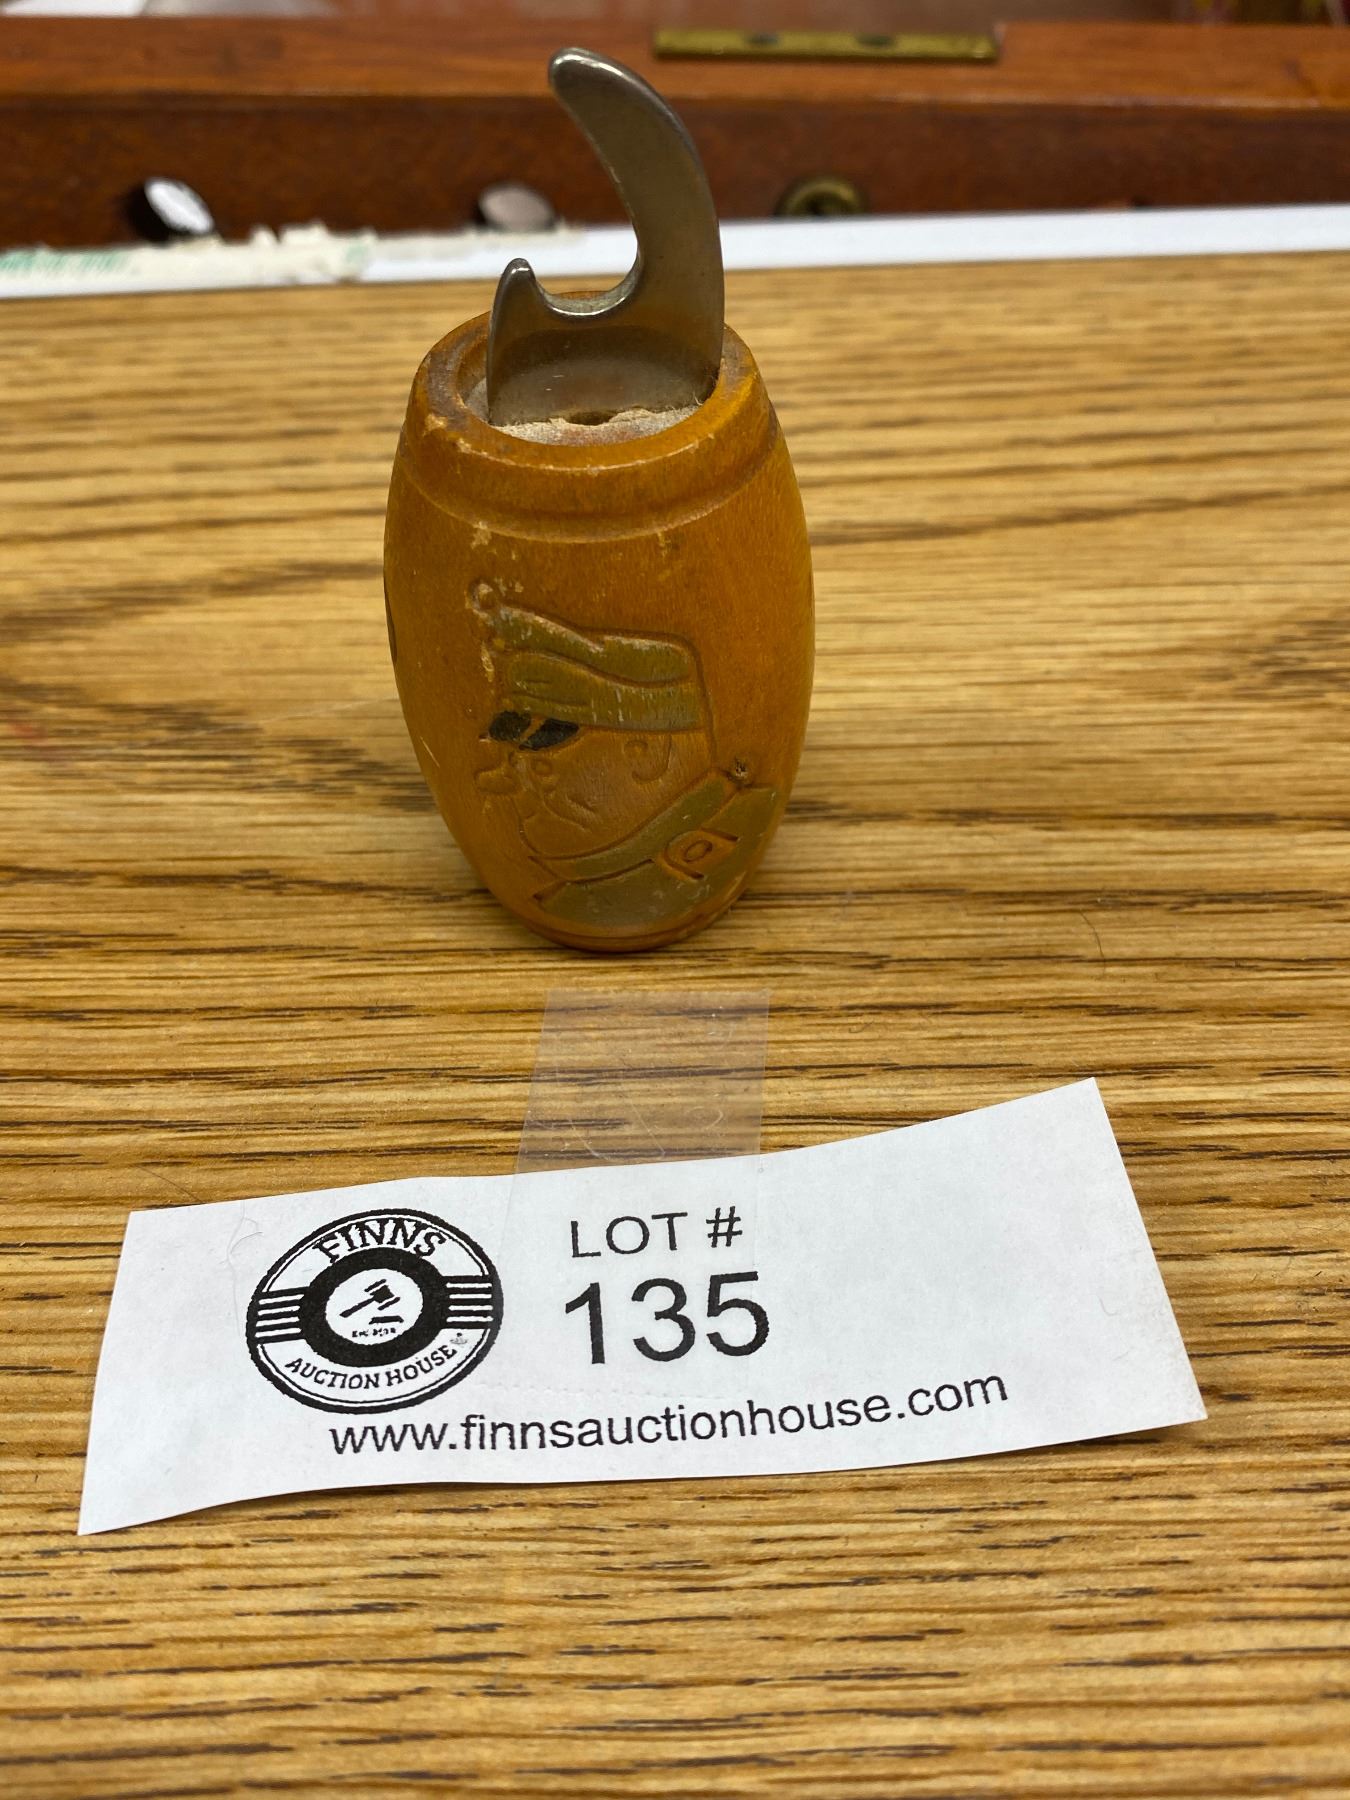 FINNS
AUCTION HOUSE
LOT #
135
www.finnsauctionhouse.com